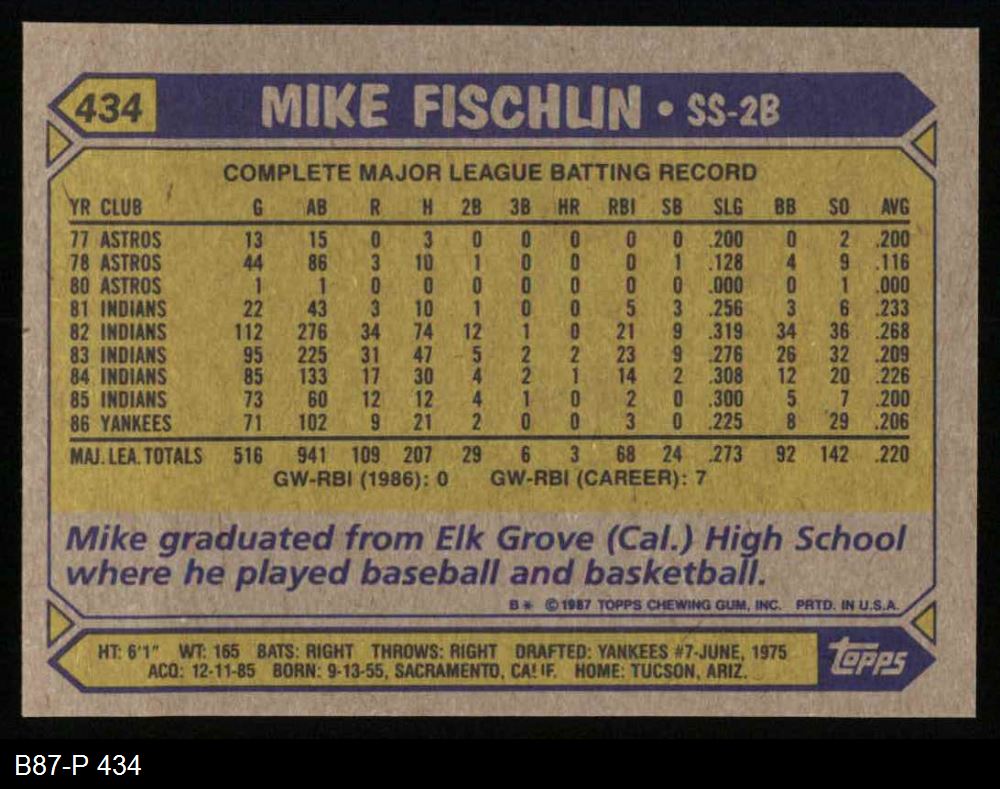 434 MIKE FISCHLIN • SS-2B
COMPLETE MAJOR LEAGUE BATTING RECORD
YR CLUB G AB R H 2B 3B HR RBI SB SLG BB SO AVG
77 ASTROS 13 15 0 3 0 0 0 0 0 .200 0 2 .200
78 ASTROS 44 86 3 10 1 0 0 0 1 .128 4 9 .116
80 ASTROS 1 1 0 0 0 0 0 0 0 .000 0 1 .000
81 INDIANS 22 43 3 10 1 0 0 5 3 .256 3 6 .233
82 INDIANS 112 276 34 74 12 1 0 21 9 .319 34 36 .268
83 INDIANS 95 225 31 47 5 2 2 23 9 .276 26 32 .209
84 INDIANS 85 133 17 30 4 2 1 14 2 .308 12 20 .226
85 INDIANS 73 60 12 12 4 1 0 2 0 .300 5 7 .200
86 YANKEES 71 102 9 21 2 0 0 3 0 .225 8 29 .206
MAJ. LEA. TOTALS 516 941 109 207 29 6 3 68 24 .273 92 142 .220
GW-RBI (1986): 0 GW-RBI (CAREER): 7
Mike graduated from Elk Grove (Cal.) High School
where he played baseball and basketball.
B* © 1987 TOPPS CHEWING GUM, INC. PRTD. IN U.S.A.
HT: 6'1" WT: 165 BATS: RIGHT THROWS: RIGHT DRAFTED: YANKEES #7-JUNE, 1975
ACQ: 12-11-85 BORN: 9-13-55, SACRAMENTO, CALIF. HOME: TUCSON, ARIZ.
topps
B87-P 434